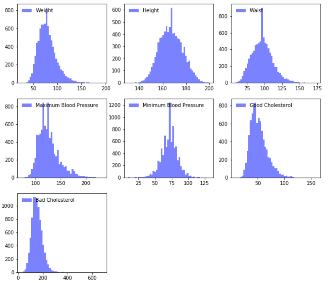 Weight
800
600
400
200
0
50 100 150 200
Height
600
500
400
300
200
100
0
140 160 180 200
Waist
800
600
400
200
0
75 100 125 150 175
Maximum Blood Pressure
800
600
400
200
0
100 150 200
Minimum Blood Pressure
1200
1000
800
600
400
200
0
25 50 75 100 125
Good Cholesterol
800
600
400
200
0
50 100 150
Bad Cholesterol
1000
800
600
400
200
0
0 200 400 600